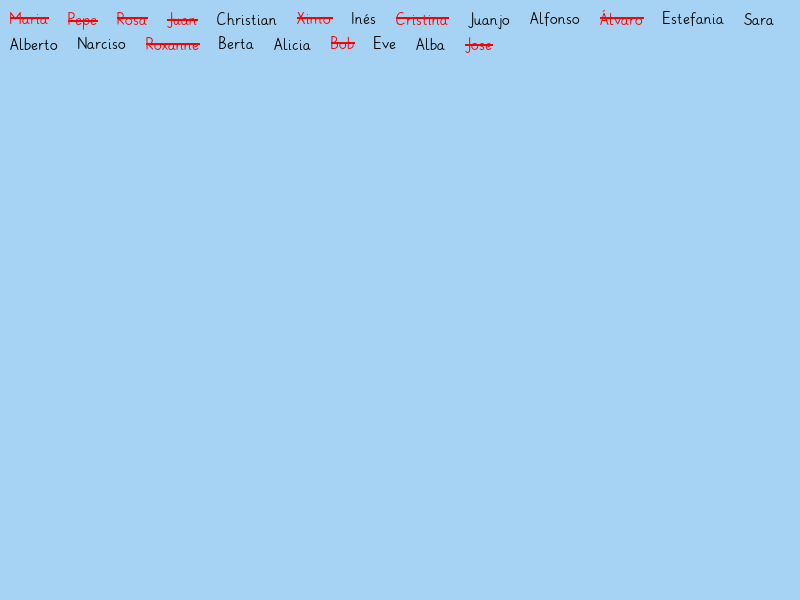 Maria Pepe Rosa Juan Christian Ximo Inés Cristina Juanjo Alfonso Álvaro Estefania Sara
Alberto Narciso Roxanne Berta Alicia Bob Eve Alba Jose